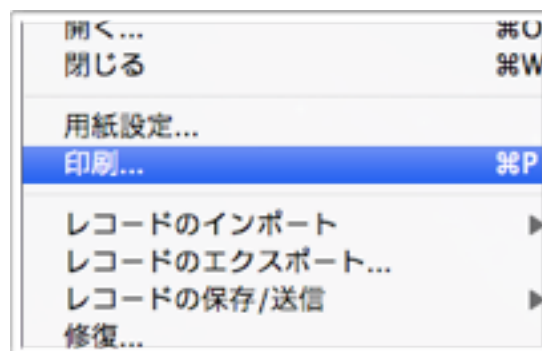 開く... ⌘O
閉じる ⌘W
用紙設定...
印刷... ⌘P
レコードのインポート
レコードのエクスポート...
レコードの保存/送信
修復...